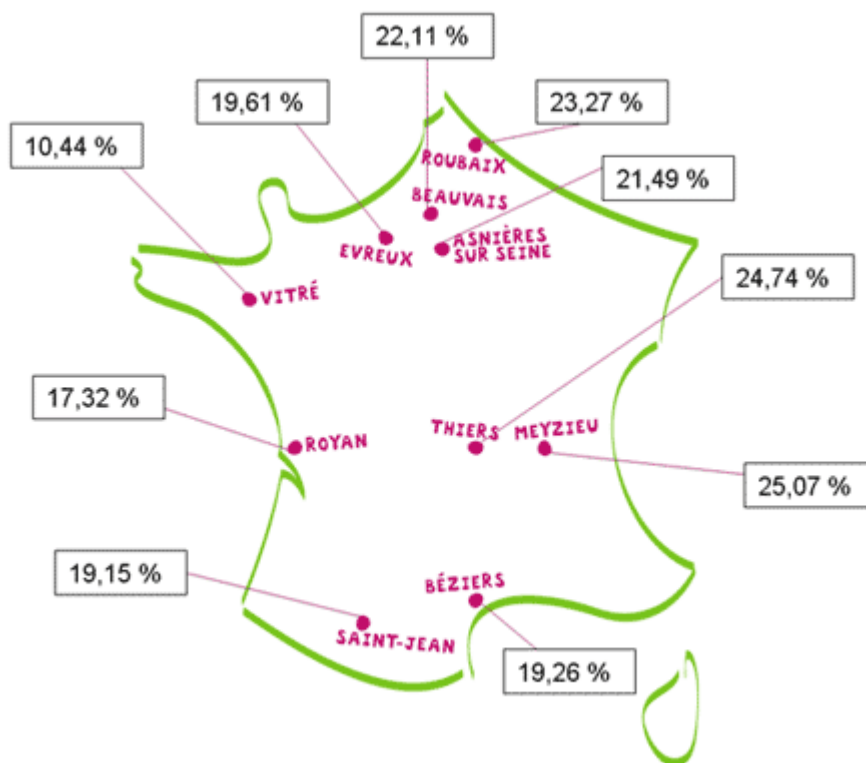 22,11 %
19,61 %
23,27 %
10,44 %
ROUBAIX
21,49 %
BEAUVAIS
EVREUX
ASNIÈRES
SUR SEINE
24,74 %
VITRÉ
17,32 %
ROYAN
THIERS
MEYZIEU
25,07 %
19,15 %
BÉZIERS
SAINT-JEAN
19,26 %